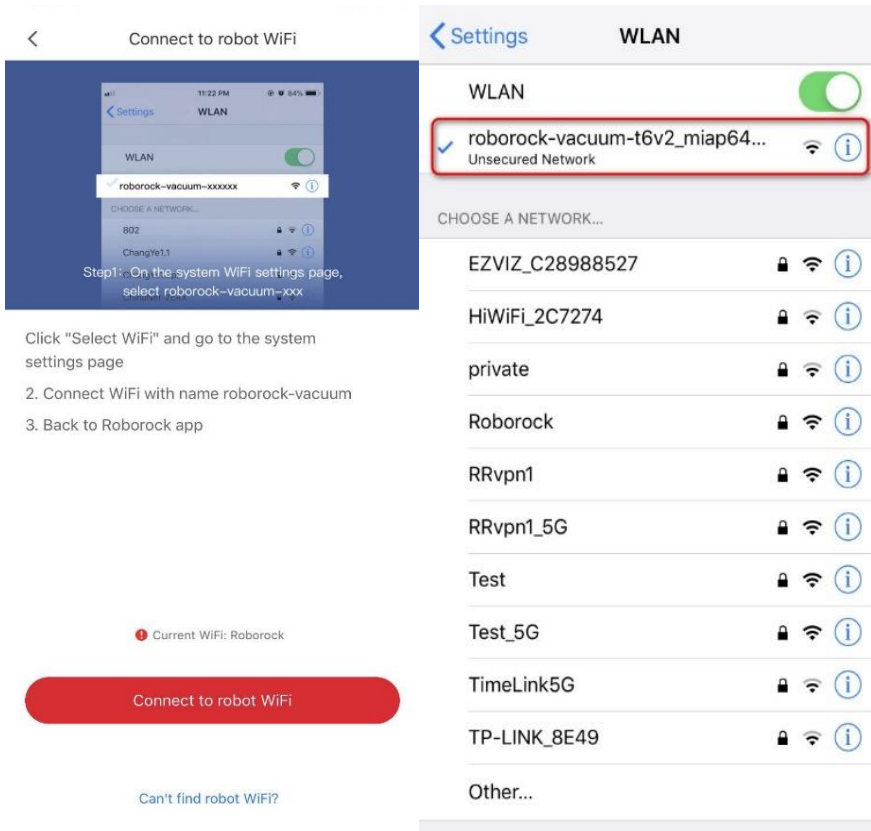 Connect to robot WiFi
11:22 PM
84%
Settings
WLAN
WLAN
roborock-vacuum-xxxxxx
CHOOSE A NETWORK...
802
ChangYe1.1
Step1: On the system WiFi settings page,
select roborock-vacuum-xxx
Click "Select WiFi" and go to the system
settings page
2. Connect WiFi with name roborock-vacuum
3. Back to Roborock app
Current WiFi: Roborock
Connect to robot WiFi
Can't find robot WiFi?
Settings
WLAN
WLAN
roborock-vacuum-t6v2_miap64...
Unsecured Network
CHOOSE A NETWORK...
EZVIZ_C28988527
HiWiFi_2C7274
private
Roborock
RRvpn1
RRvpn1_5G
Test
Test_5G
TimeLink5G
TP-LINK_8E49
Other...